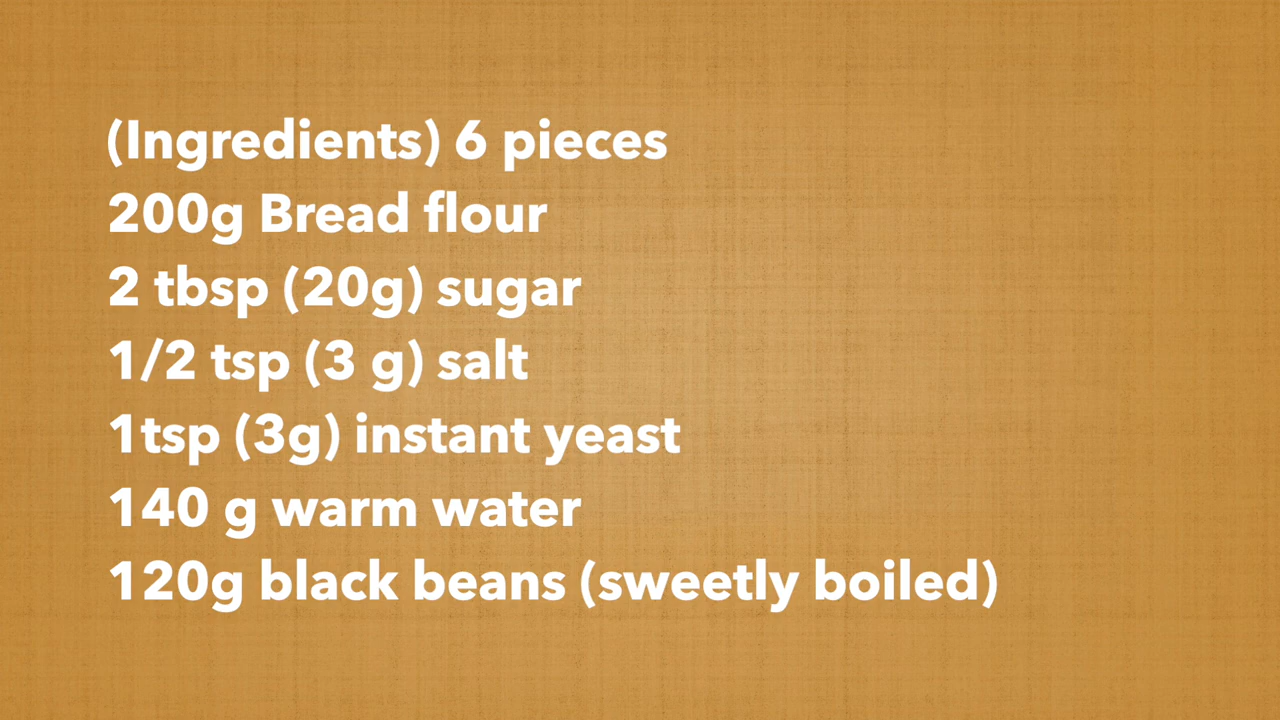 (Ingredients) 6 pieces
200g Bread flour
2 tbsp (20g) sugar
1/2 tsp (3 g) salt
1tsp (3g) instant yeast
140 g warm water
120g black beans (sweetly boiled)